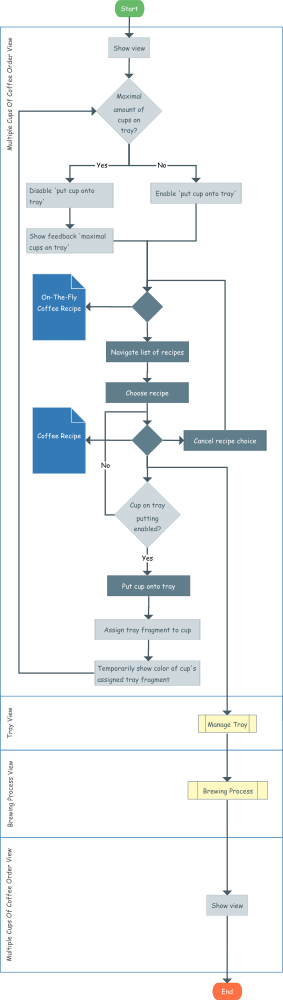 Start
Multiple Cups Of Coffee Order View
Show view
Maximal
amount of
cups on
tray?
Yes
No
Disable 'put cup onto
tray'
Enable 'put cup onto tray'
Show feedback 'maximal
cups on tray'
On-The-Fly
Coffee Recipe
Navigate list of recipes
Choose recipe
Coffee Recipe
Cancel recipe choice
No
Cup on tray
putting
enabled?
Yes
Put cup onto tray
Assign tray fragment to cup
Temporarily show color of cup's
assigned tray fragment
Tray View
Manage Tray
Brewing Process View
Brewing Process
Multiple Cups Of Coffee Order View
Show view
End